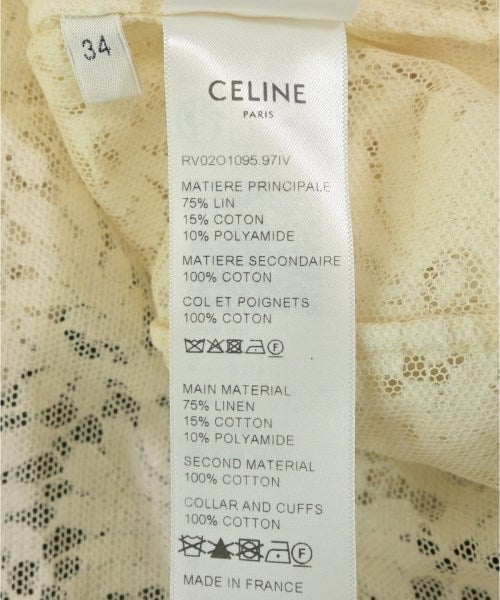 34
CELINE
PARIS
RV02O1095.97IV
MATIERE PRINCIPALE
75% LIN
15% COTON
10% POLYAMIDE
MATIERE SECONDAIRE
100% COTON
COL ET POIGNETS
100% COTON
F
MAIN MATERIAL
75% LINEN
15% COTTON
10% POLYAMIDE
SECOND MATERIAL
100% COTTON
COLLAR AND CUFFS
100% COTTON
F
MADE IN FRANCE